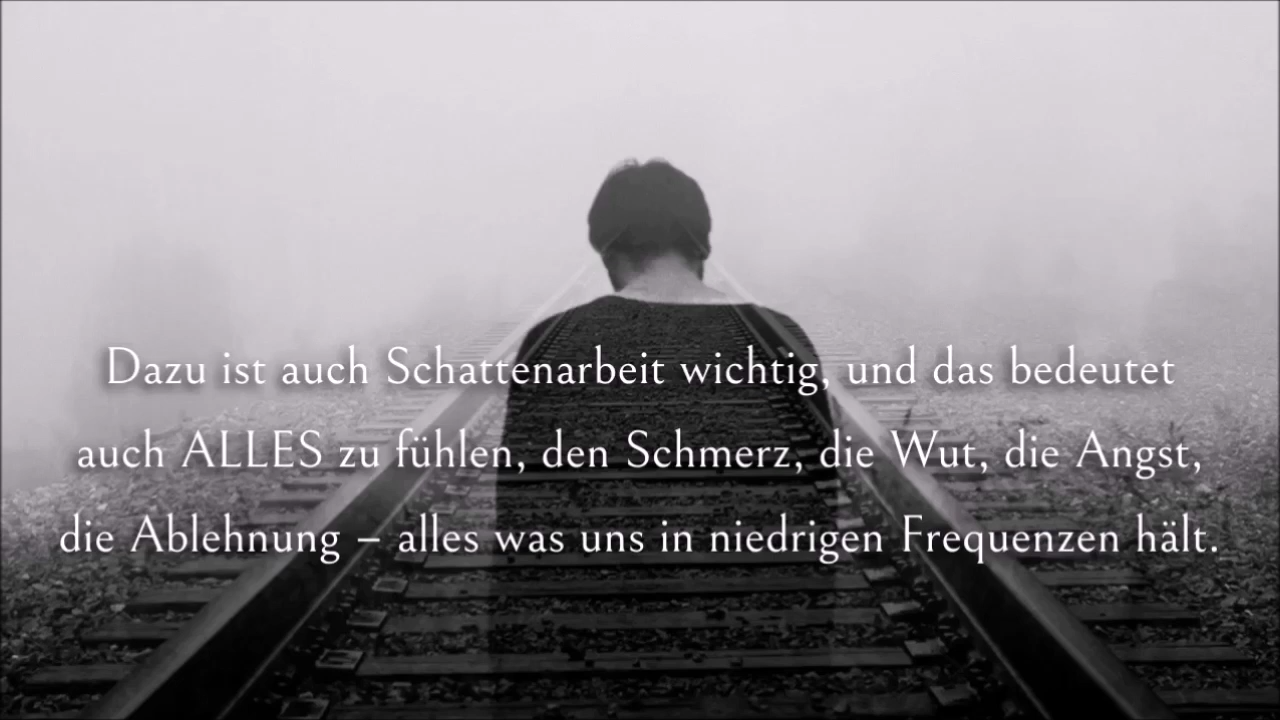 Dazu ist auch Schattenarbeit wichtig, und das bedeutet
auch ALLES zu fühlen, den Schmerz, die Wut, die Angst,
die Ablehnung – alles was uns in niedrigen Frequenzen hält.